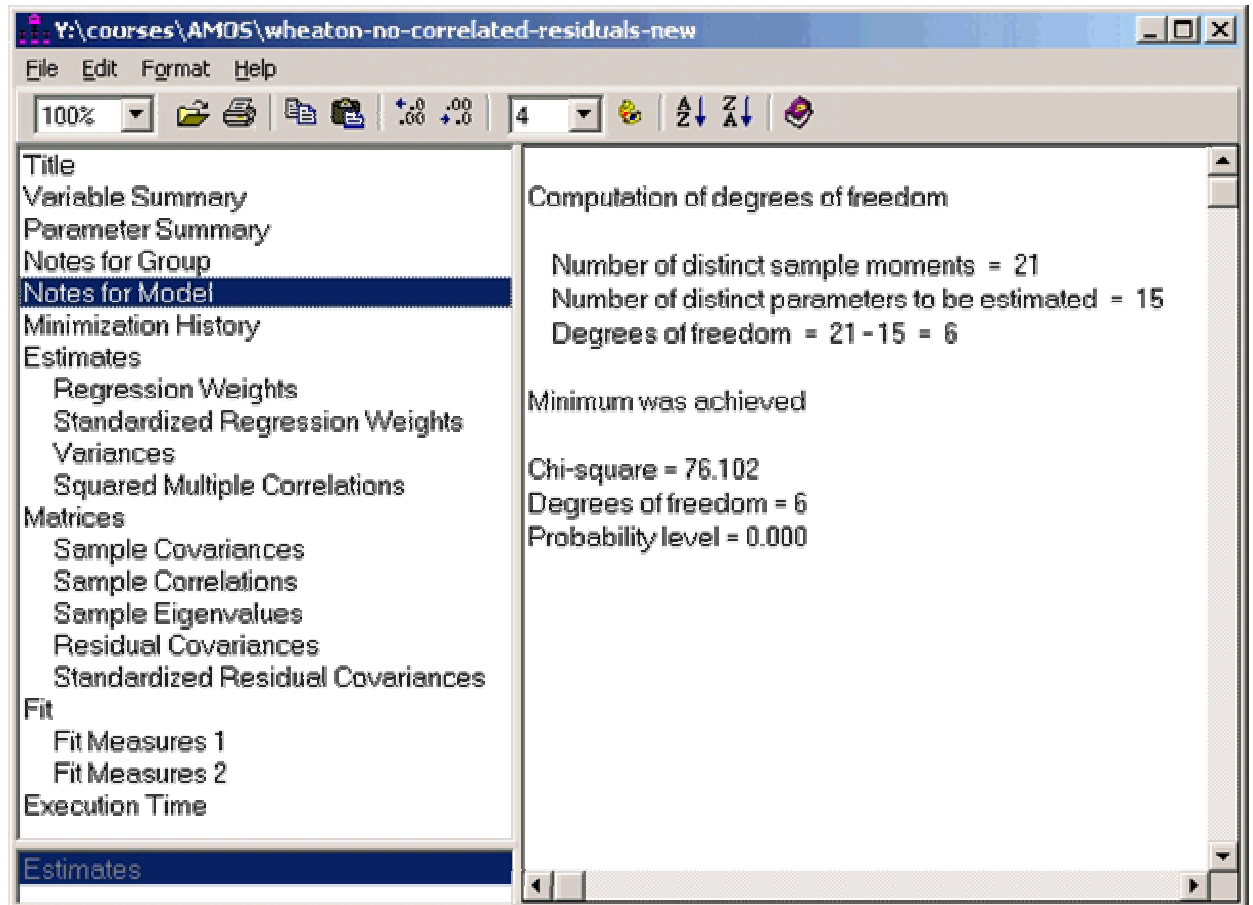 Y:\courses\AMOS\wheaton-no-correlated-residuals-new
File Edit Format Help
100% 4
Title
Variable Summary
Parameter Summary
Notes for Group
Notes for Model
Minimization History
Estimates
Regression Weights
Standardized Regression Weights
Variances
Squared Multiple Correlations
Matrices
Sample Covariances
Sample Correlations
Sample Eigenvalues
Residual Covariances
Standardized Residual Covariances
Fit
Fit Measures 1
Fit Measures 2
Execution Time
Estimates
Computation of degrees of freedom
Number of distinct sample moments = 21
Number of distinct parameters to be estimated = 15
Degrees of freedom = 21 - 15 = 6
Minimum was achieved
Chi-square = 76.102
Degrees of freedom = 6
Probability level = 0.000